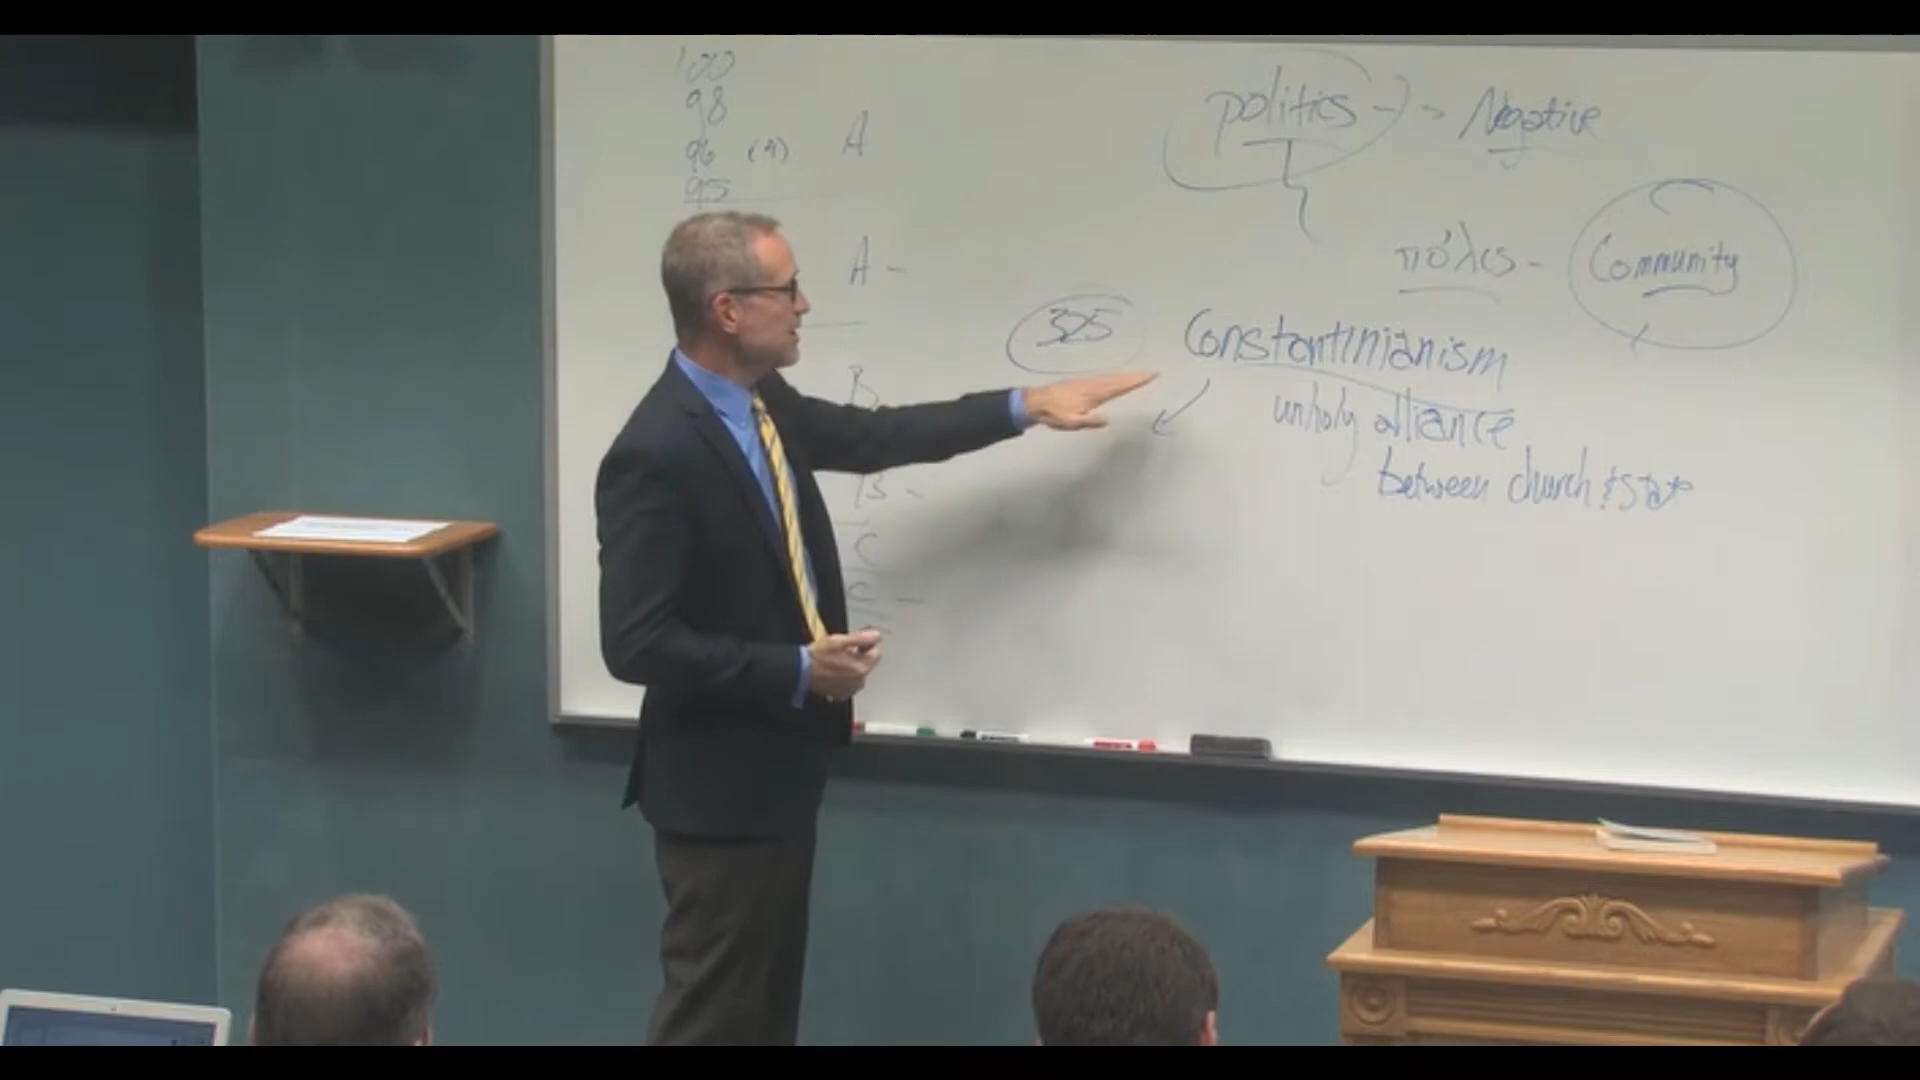 100
98
96 (4) A
95
A -
B
B -
C
C -
politics -) - Negative
πόλις - Community
325 Constantinianism
unholy alliance
between church & state